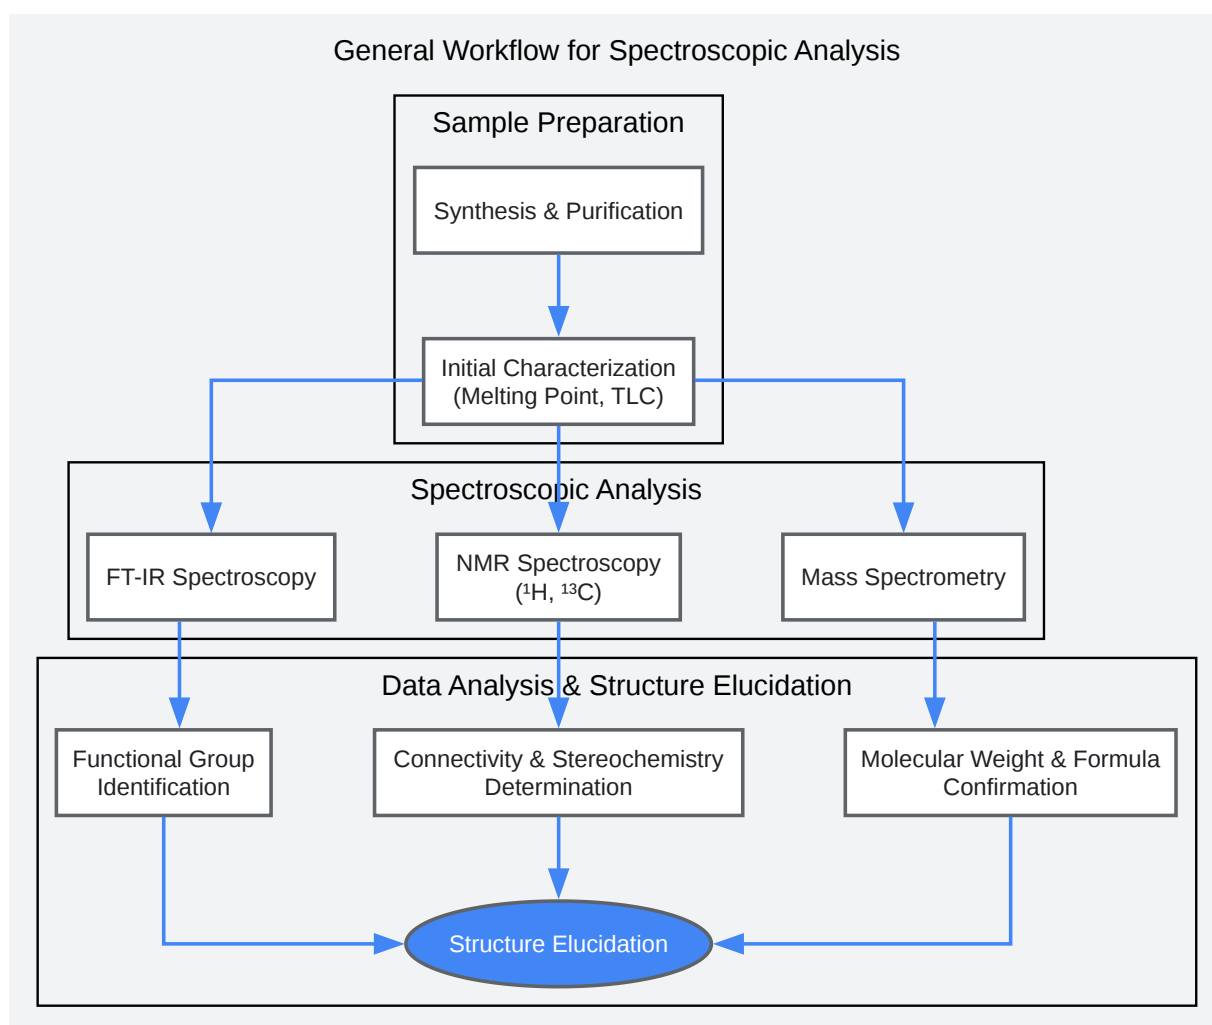 General Workflow for Spectroscopic Analysis
Sample Preparation
Synthesis & Purification
Initial Characterization
(Melting Point, TLC)
Spectroscopic Analysis
FT-IR Spectroscopy
NMR Spectroscopy
(¹H, ¹³C)
Mass Spectrometry
Data Analysis & Structure Elucidation
Functional Group
Identification
Connectivity & Stereochemistry
Determination
Molecular Weight & Formula
Confirmation
Structure Elucidation